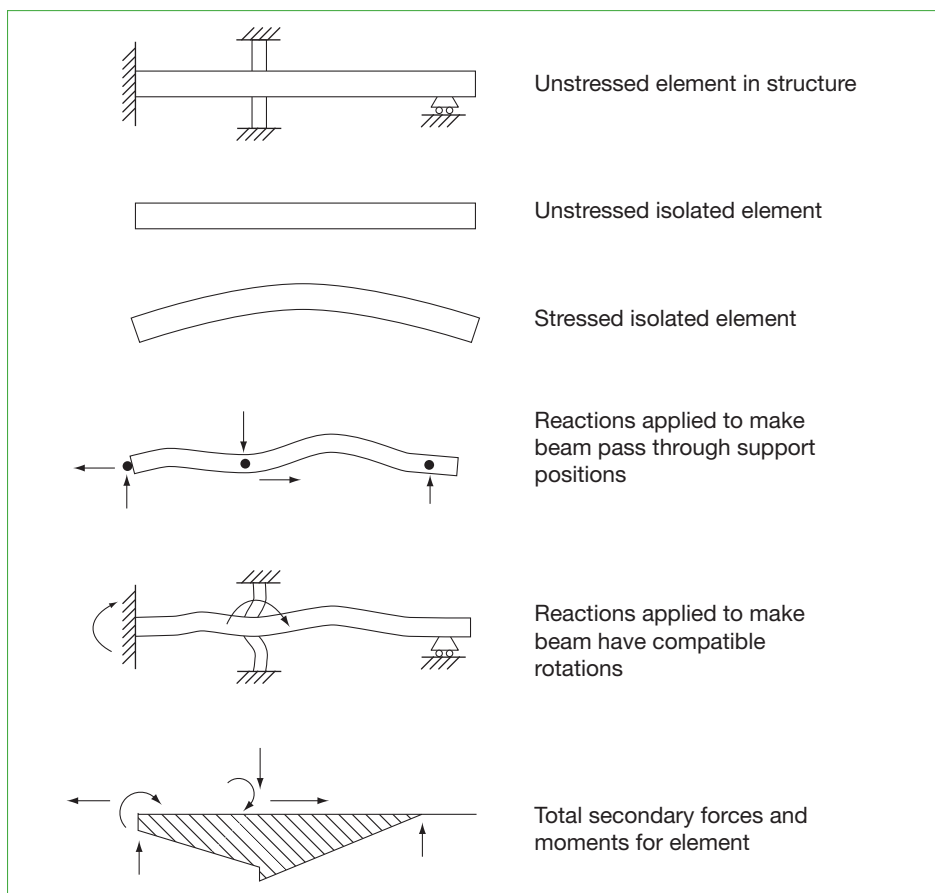 Unstressed element in structure
Unstressed isolated element
Stressed isolated element
Reactions applied to make
beam pass through support
positions
Reactions applied to make
beam have compatible
rotations
Total secondary forces and
moments for element